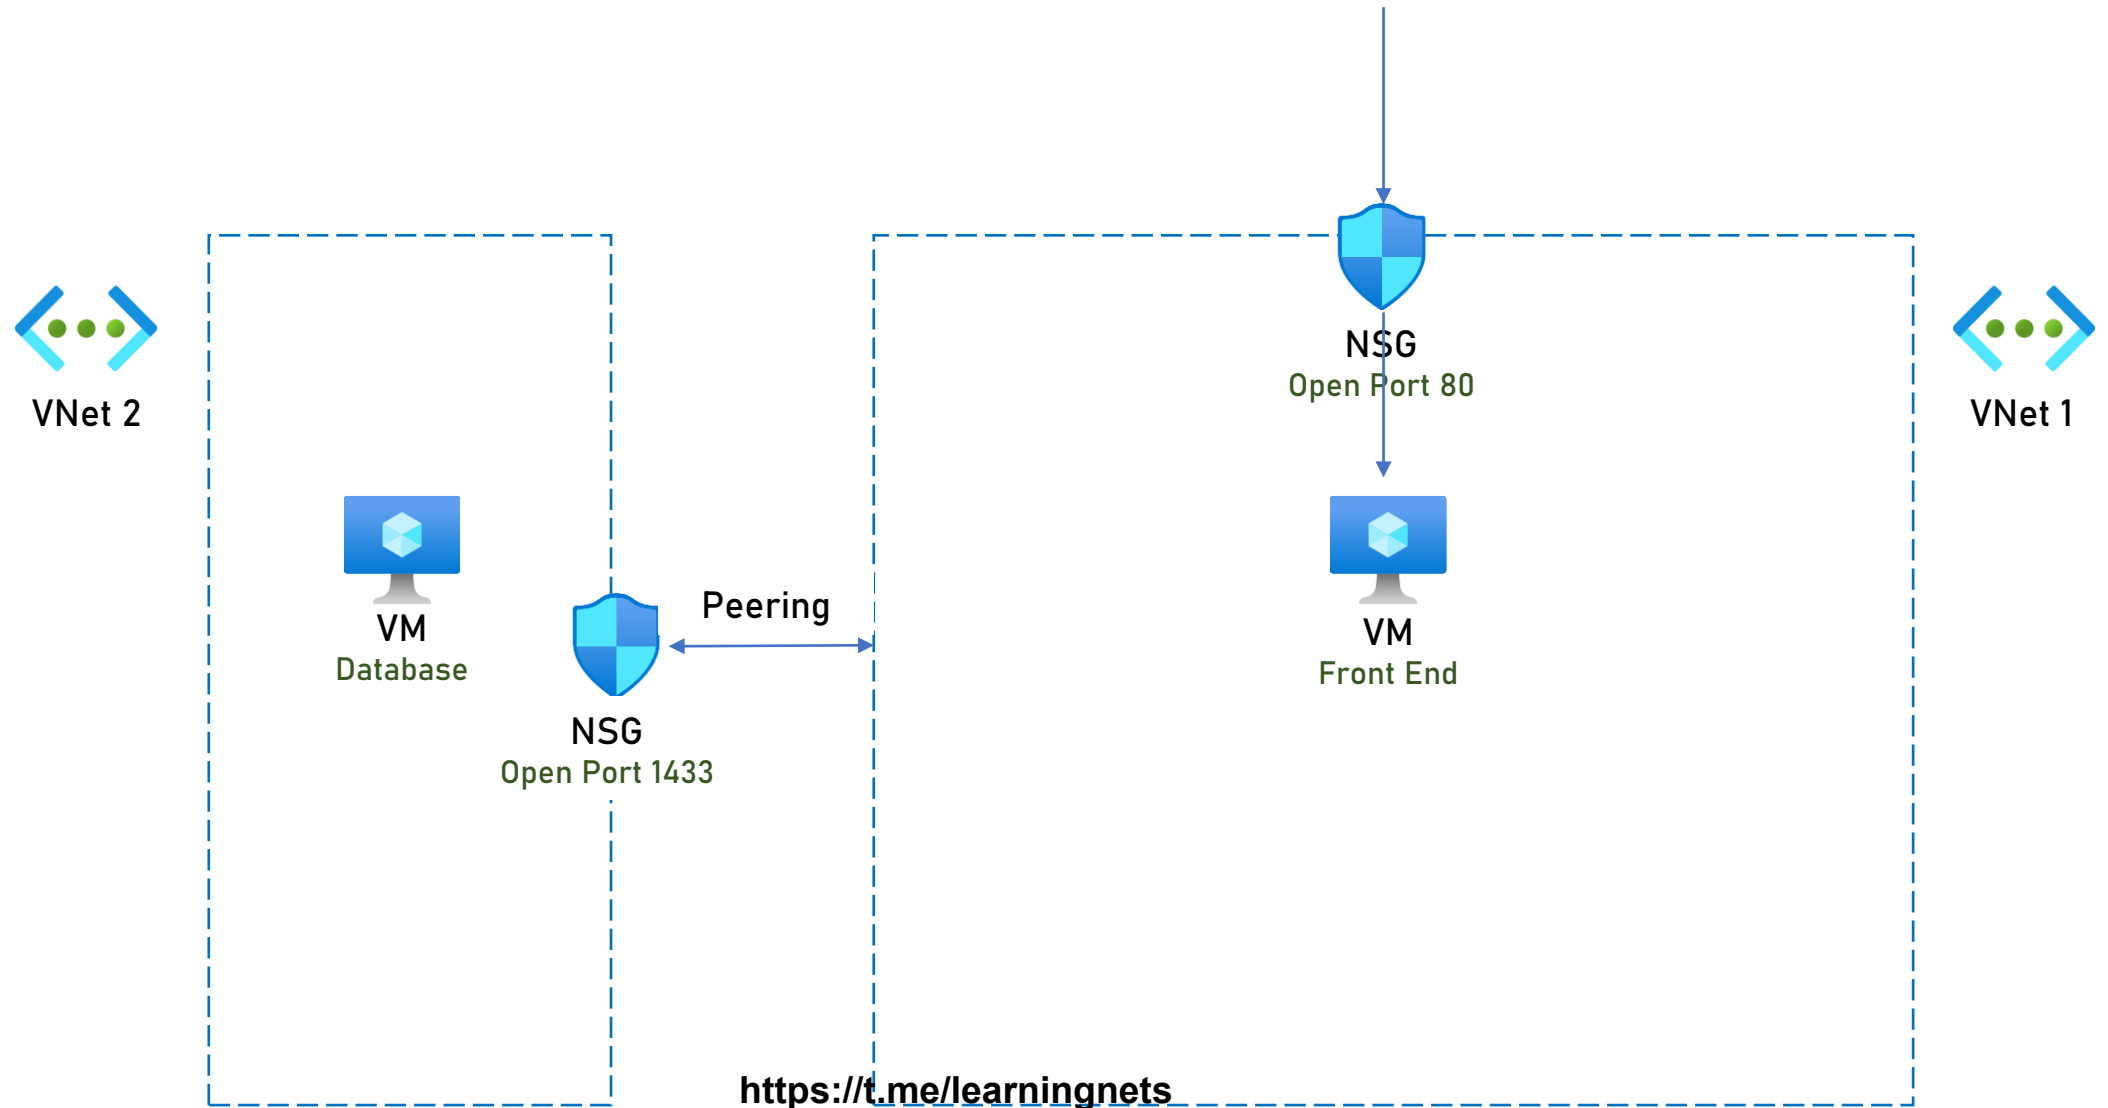 NSG
Open Port 80
VNet 2
VNet 1
Peering
VM
Database
VM
Front End
NSG
Open Port 1433
https://t.me/learningnets